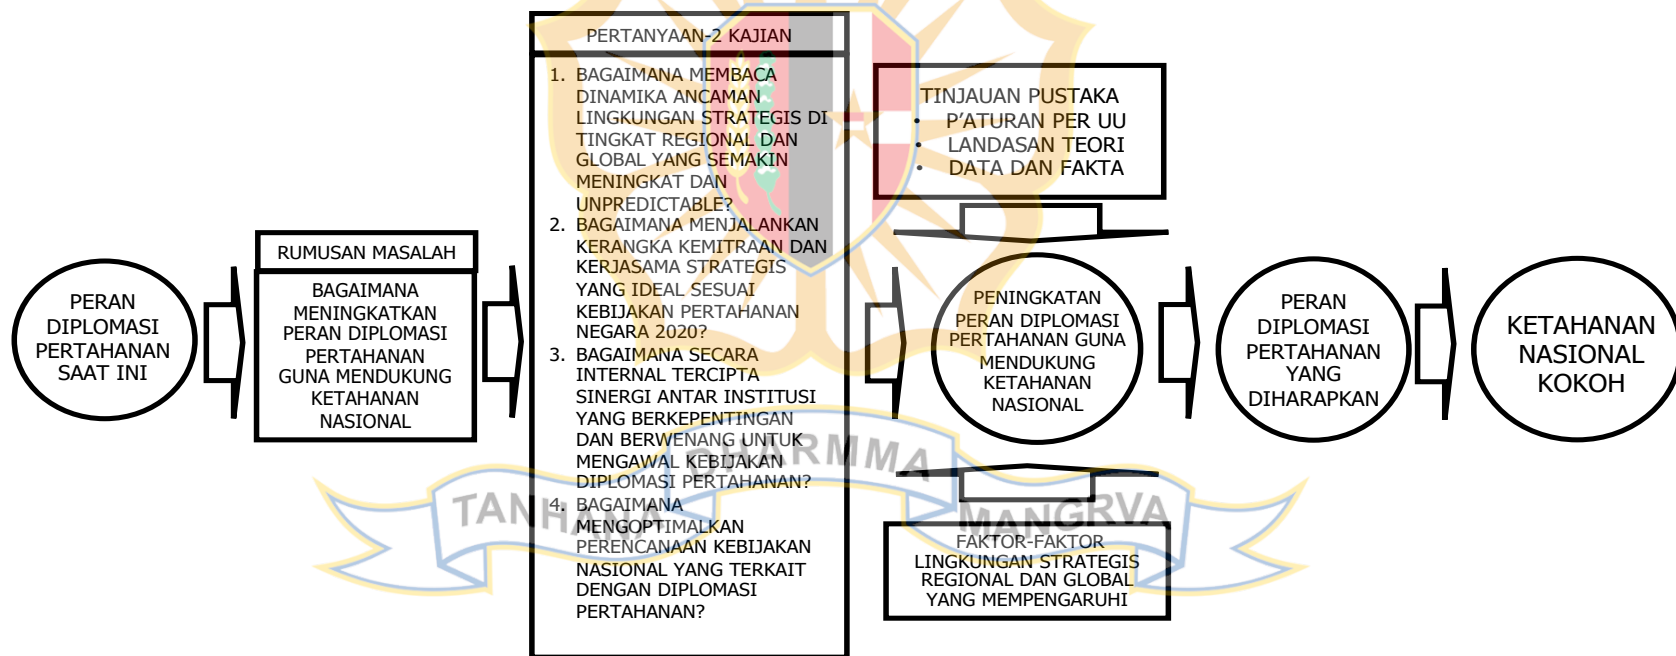 PERAN
DIPLOMASI
PERTAHANAN
SAAT INI
RUMUSAN MASALAH
BAGAIMANA
MENINGKATKAN
PERAN DIPLOMASI
PERTAHANAN
GUNA MENDUKUNG
KETAHANAN
NASIONAL
PERTANYAAN-2 KAJIAN
1. BAGAIMANA MEMBACA
DINAMIKA ANCAMAN
LINGKUNGAN STRATEGIS DI
TINGKAT REGIONAL DAN
GLOBAL YANG SEMAKIN
MENINGKAT DAN
UNPREDICTABLE?
2. BAGAIMANA MENJALANKAN
KERANGKA KEMITRAAN DAN
KERJASAMA STRATEGIS
YANG IDEAL SESUAI
KEBIJAKAN PERTAHANAN
NEGARA 2020?
3. BAGAIMANA SECARA
INTERNAL TERCIPTA
SINERGI ANTAR INSTITUSI
YANG BERKEPENTINGAN
DAN BERWENANG UNTUK
MENGAWAL KEBIJAKAN
DIPLOMASI PERTAHANAN?
4. BAGAIMANA
MENGOPTIMALKAN
PERENCANAAN KEBIJAKAN
NASIONAL YANG TERKAIT
DENGAN DIPLOMASI
PERTAHANAN?
TINJAUAN PUSTAKA
• P'ATURAN PER UU
• LANDASAN TEORI
• DATA DAN FAKTA
PENINGKATAN
PERAN DIPLOMASI
PERTAHANAN GUNA
MENDUKUNG
KETAHANAN
NASIONAL
FAKTOR-FAKTOR
LINGKUNGAN STRATEGIS
REGIONAL DAN GLOBAL
YANG MEMPENGARUHI
PERAN
DIPLOMASI
PERTAHANAN
YANG
DIHARAPKAN
KETAHANAN
NASIONAL
KOKOH
TANHANA DHARMMA MANGRVA